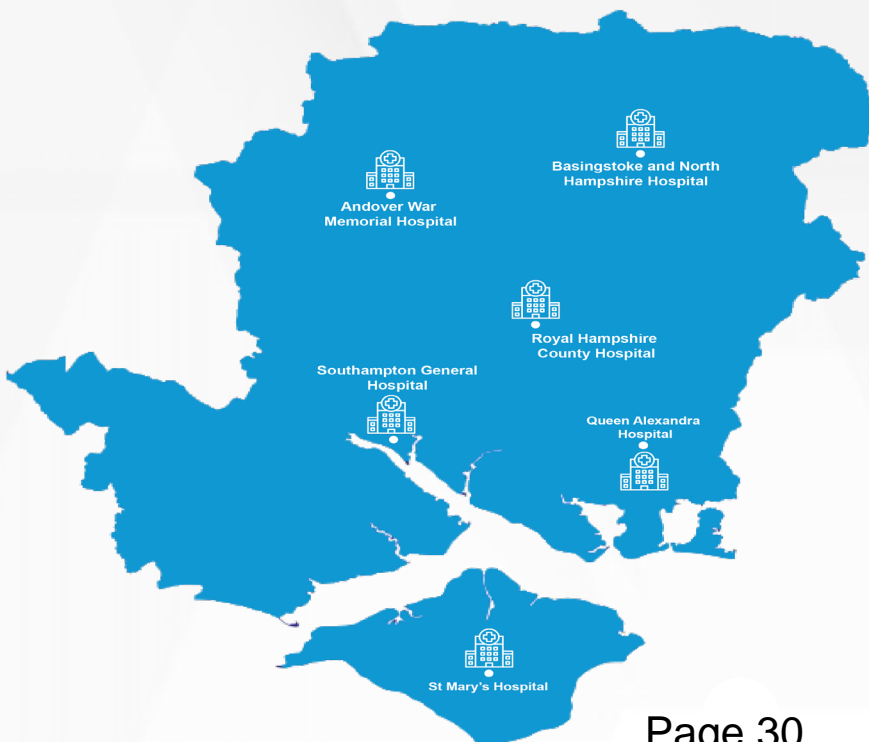 Basingstoke and North
Hampshire Hospital
Andover War
Memorial Hospital
Royal Hampshire
County Hospital
Southampton General
Hospital
Queen Alexandra
Hospital
St Mary's Hospital
Page 30